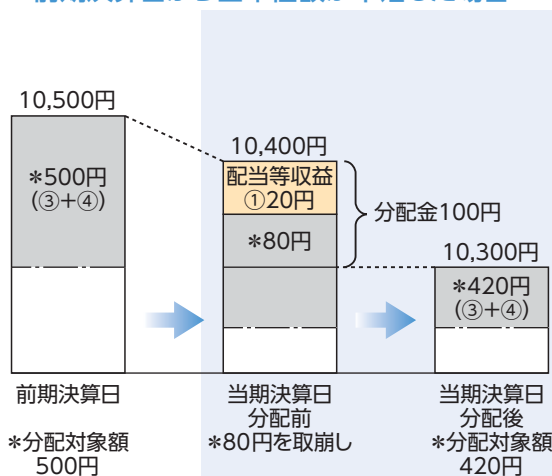 10,500円
*500円
(③+④)
10,400円
配当等収益
①20円
*80円
分配金100円
10,300円
*420円
(③+④)
前期決算日
*分配対象額
500円
当期決算日
分配前
*80円を取崩し
当期決算日
分配後
*分配対象額
420円